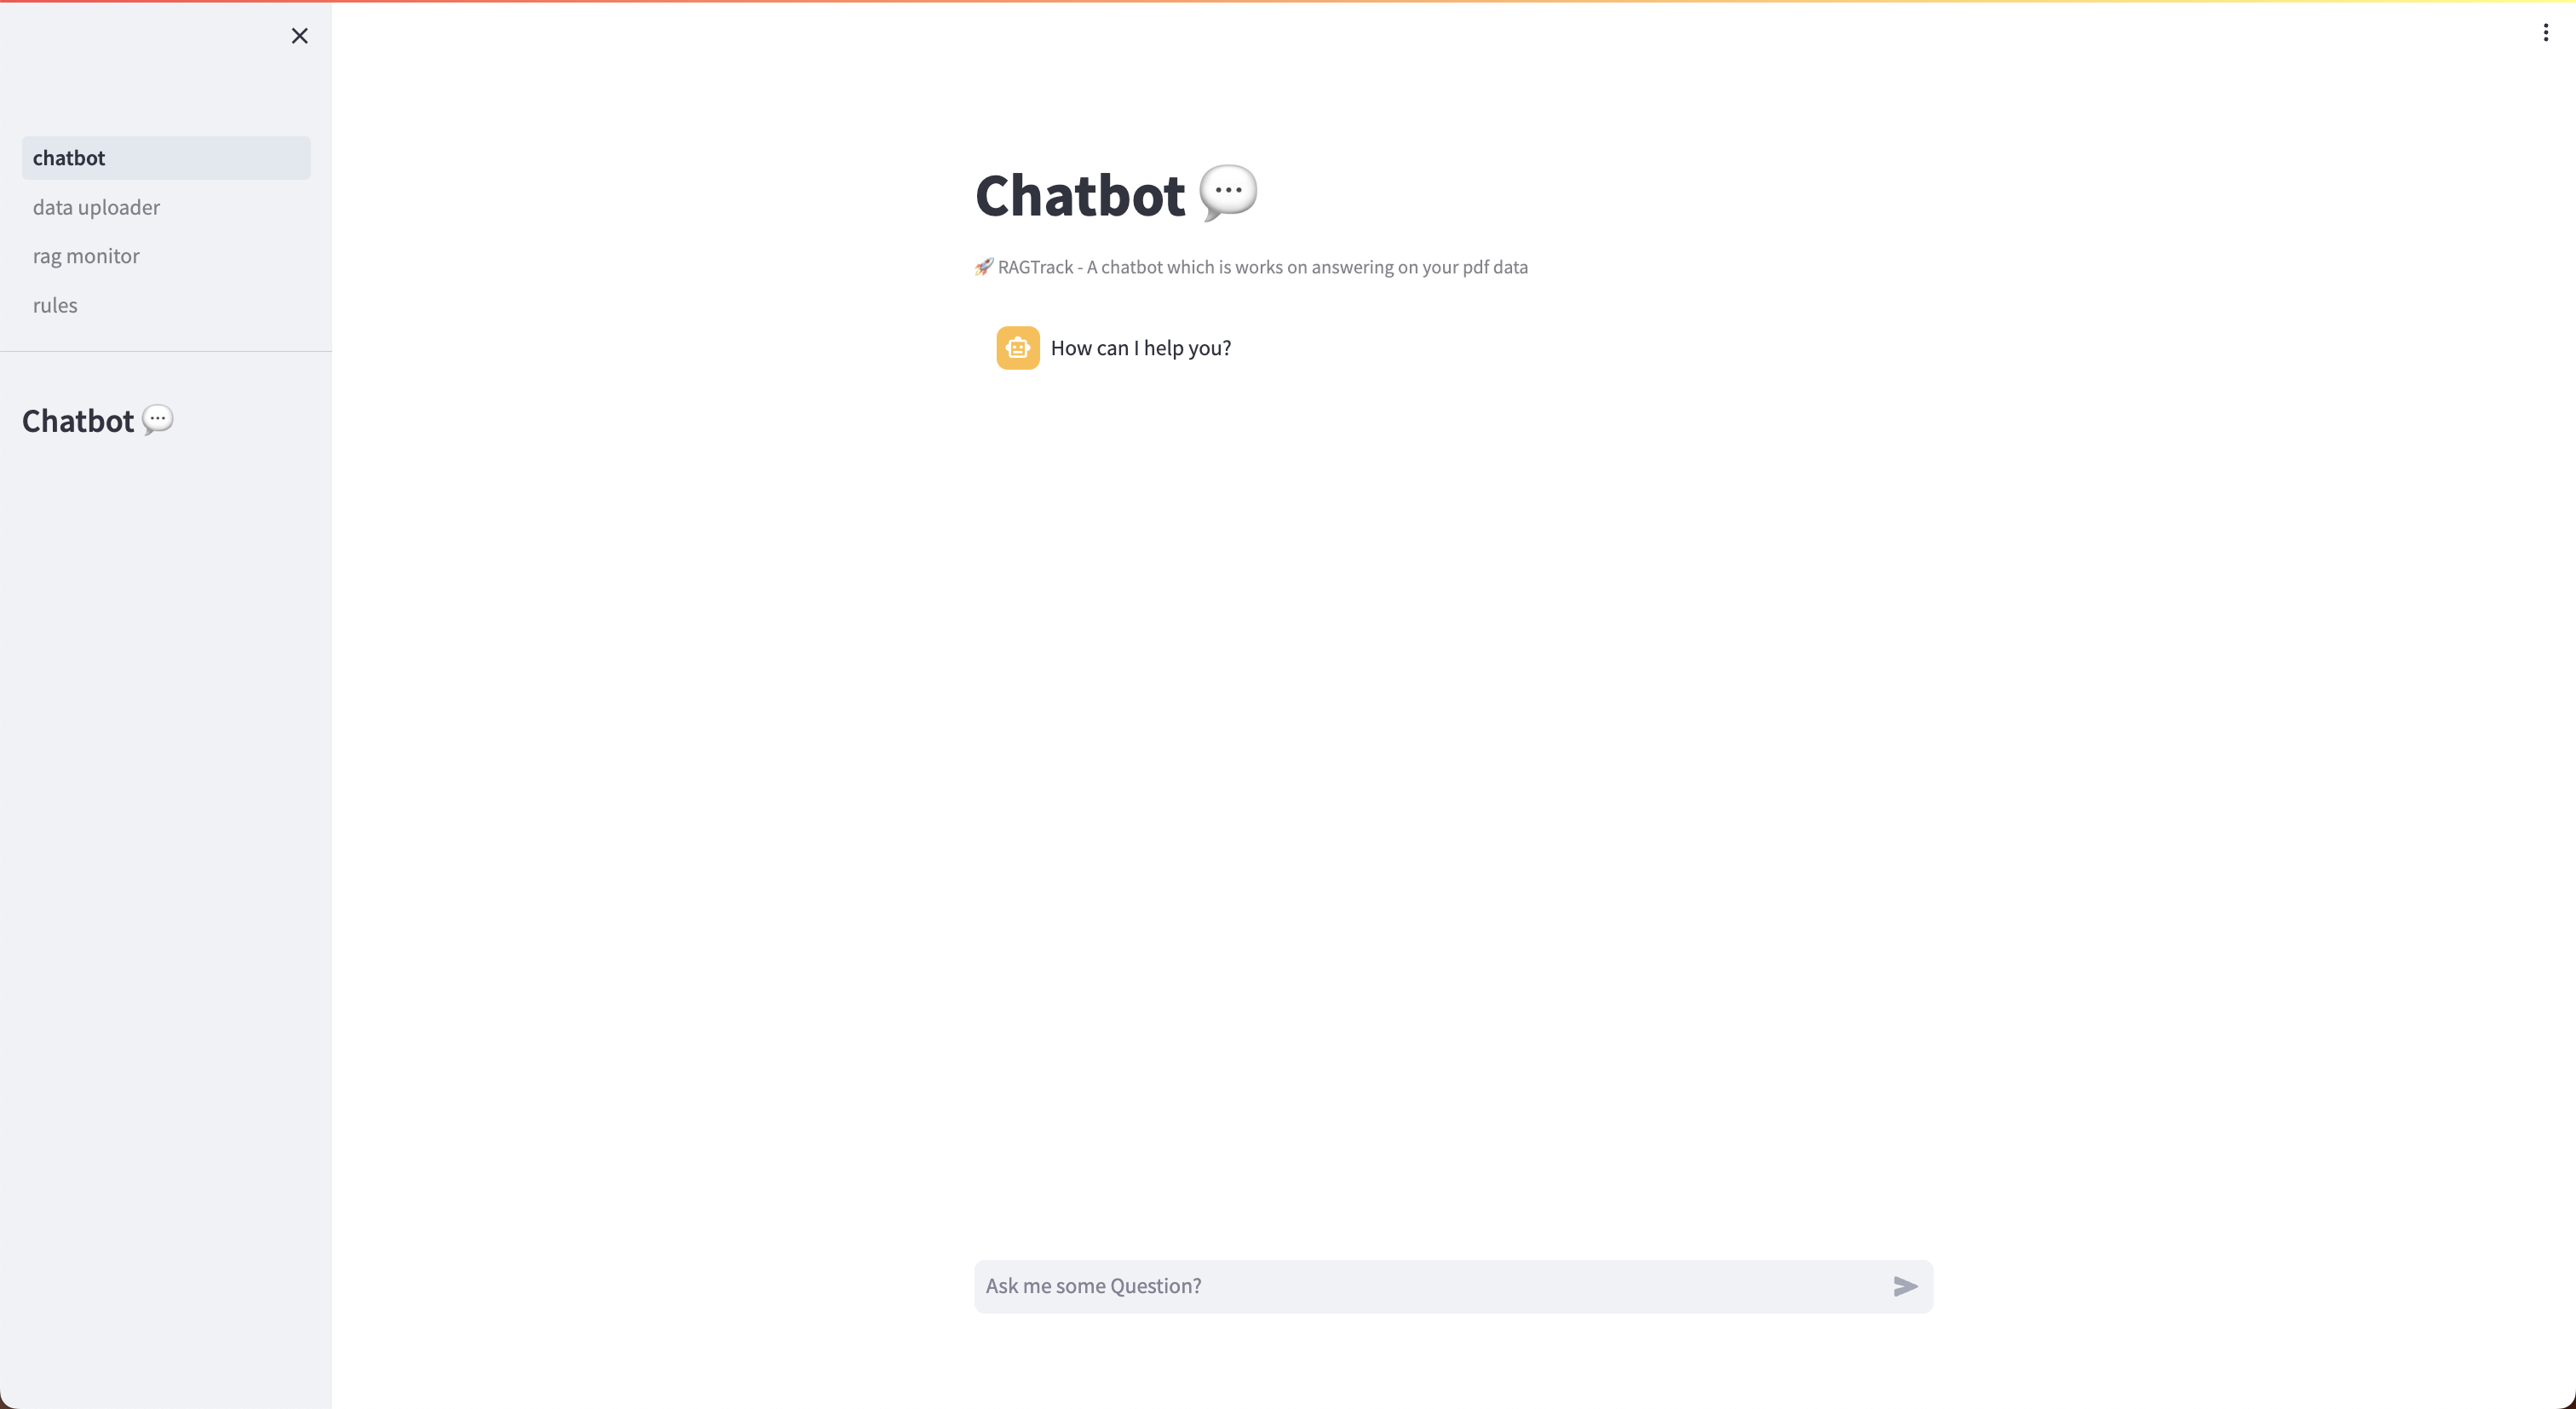 chatbot
data uploader
rag monitor
rules
Chatbot 💬
Chatbot 💬
🚀 RAGTrack - A chatbot which is works on answering on your pdf data
How can I help you?
Ask me some Question?